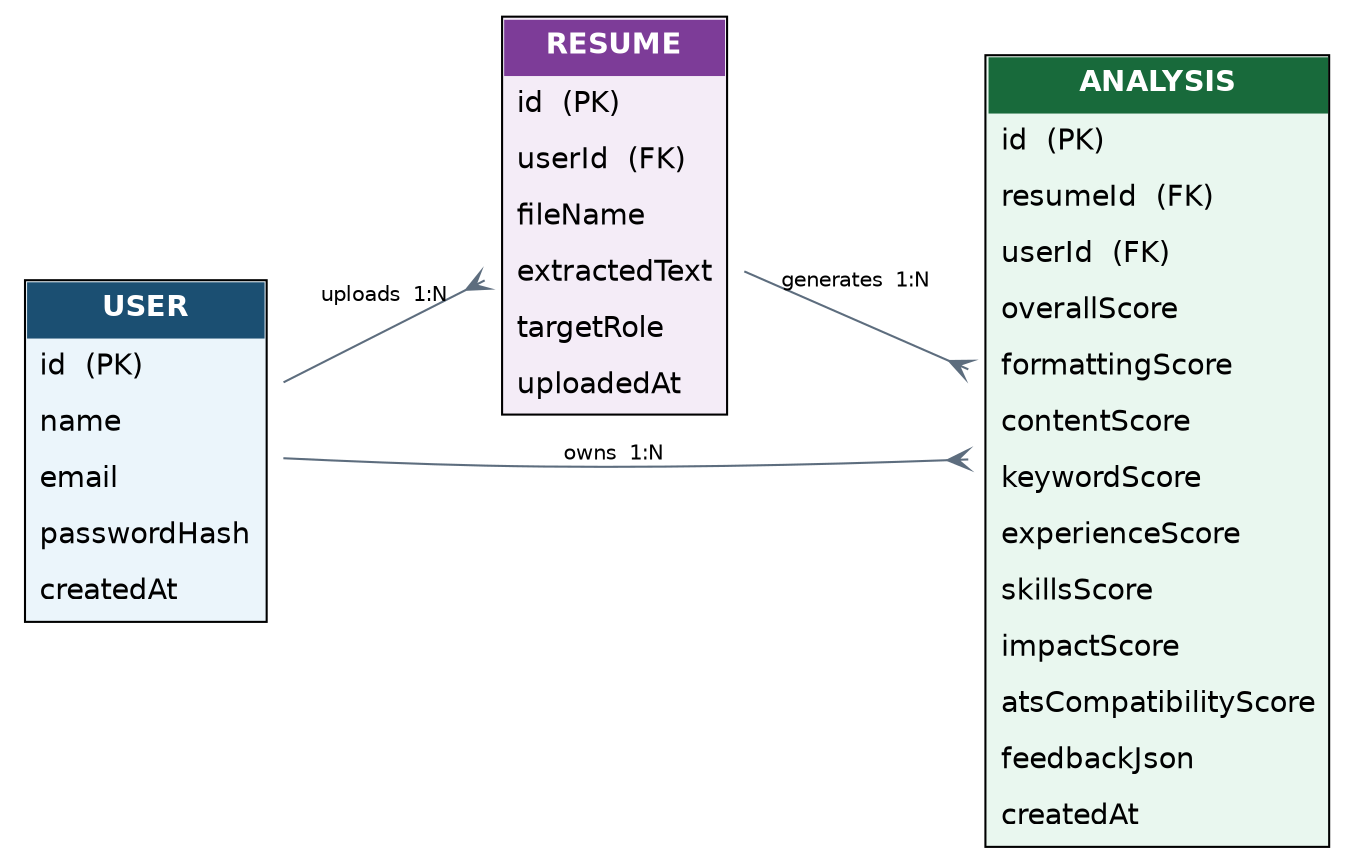 USER
id (PK)
name
email
passwordHash
createdAt
uploads 1:N
owns 1:N
RESUME
id (PK)
userId (FK)
fileName
extractedText
targetRole
uploadedAt
generates 1:N
ANALYSIS
id (PK)
resumeId (FK)
userId (FK)
overallScore
formattingScore
contentScore
keywordScore
experienceScore
skillsScore
impactScore
atsCompatibilityScore
feedbackJson
createdAt